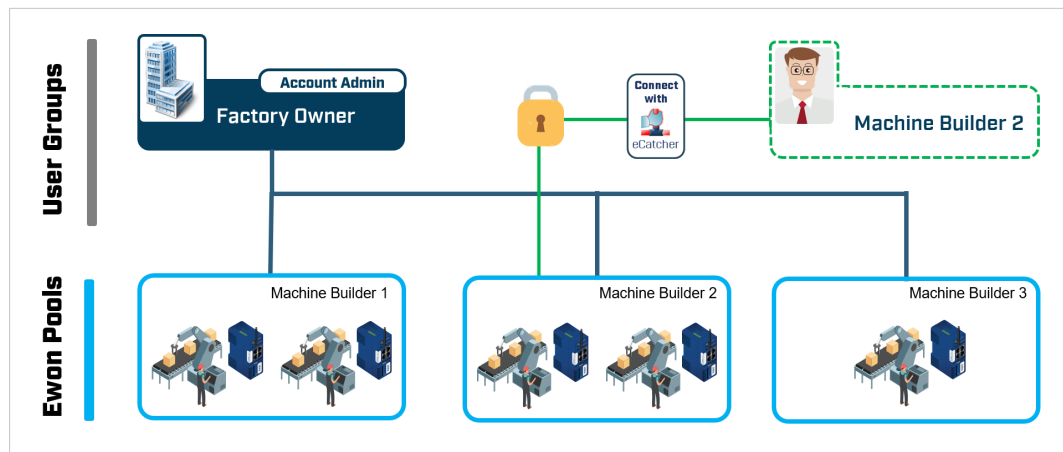 User Groups
Account Admin
Factory Owner
Connect
with
eCatcher
Machine Builder 2
Ewon Pools
Machine Builder 1
Machine Builder 2
Machine Builder 3